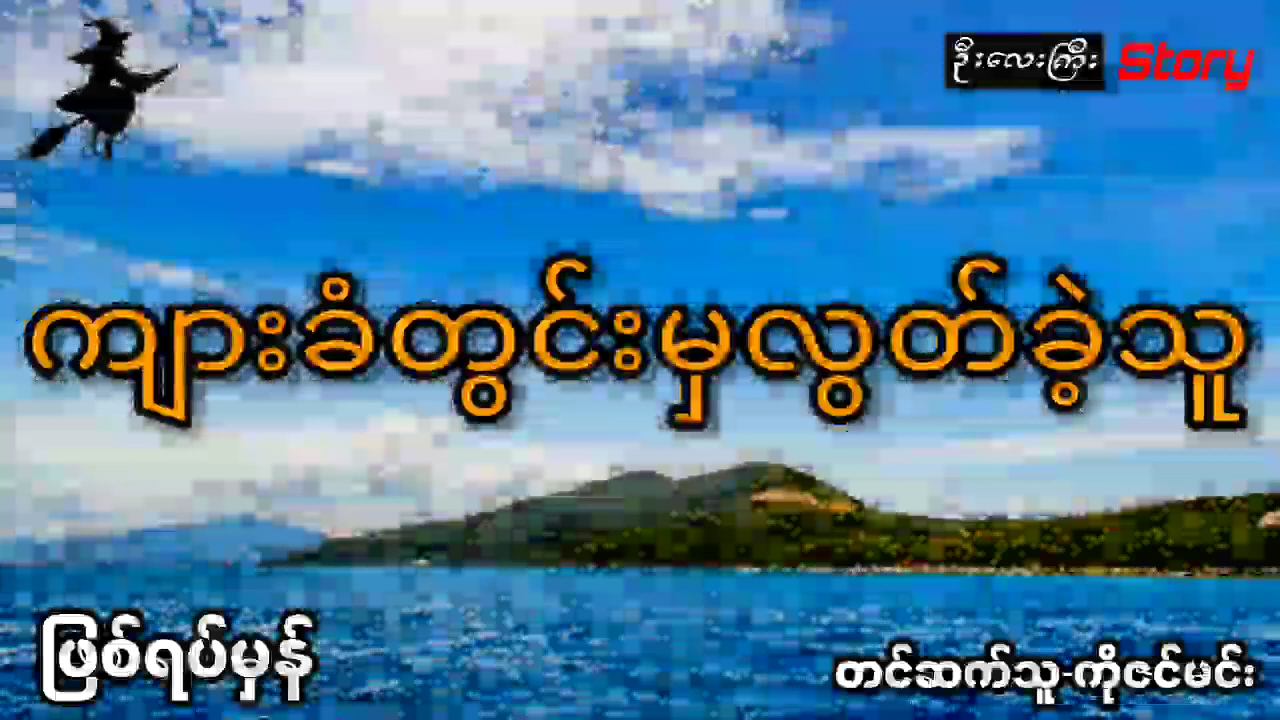 ဦးလေးကြီး Story
ကျားခံတွင်းမှလွတ်ခဲ့သူ
ဖြစ်ရပ်မှန်
တင်ဆက်သူ-ကိုဇင်မင်း